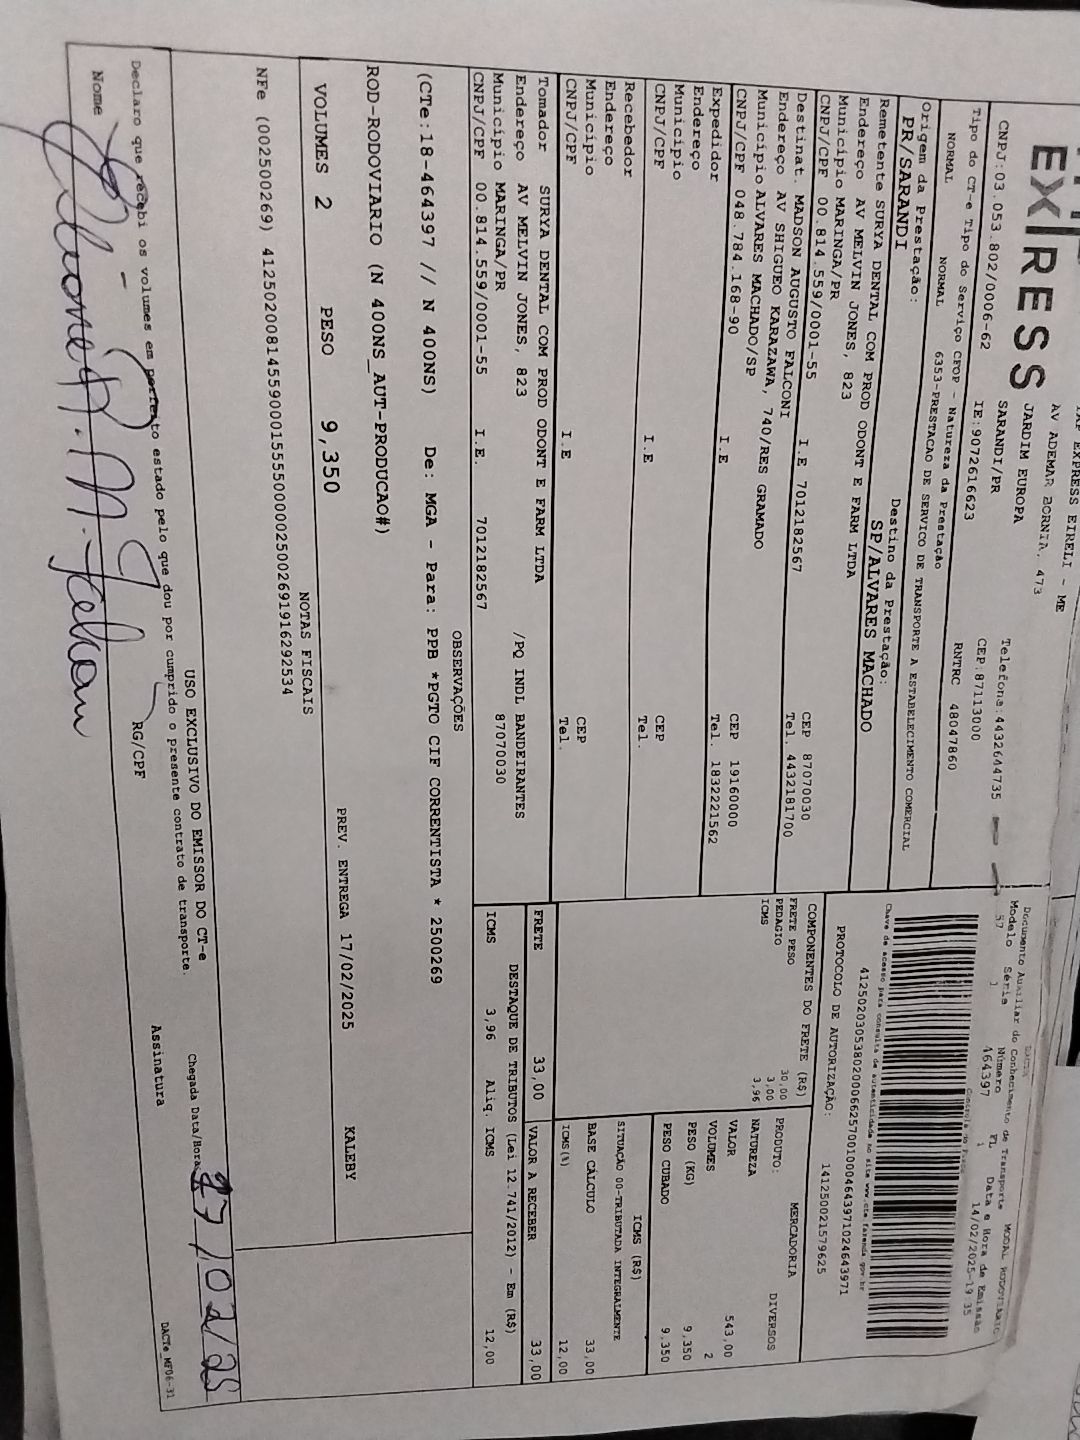 EXPRESS EIRELI - ME
EX|RESS
AV ADEMAR BORNIA, 473
JARDIM EUROPA
SARANDI/PR
Telefone:4432644735
CNPJ:03.053.802/0006-62
IE:9072616623
CEP:87113000
Tipo do CT-e Tipo do Serviço CFOP - Natureza da Prestação
RNTRC 48047860
NORMAL NORMAL 6353-PRESTACAO DE SERVICO DE TRANSPORTE A ESTABELECIMENTO COMERCIAL
Origem da Prestação: Destino da Prestação:
PR/SARANDI SP/ALVARES MACHADO
Remetente SURYA DENTAL COM PROD ODONT E FARM LTDA
Endereço AV MELVIN JONES, 823
Município MARINGA/PR CEP 87070030
CNPJ/CPF 00.814.559/0001-55 I.E 7012182567 Tel. 4432181700
Destinat. MADSON AUGUSTO FALCONI
Endereço AV SHIGUEO KARAZAWA, 740/RES GRAMADO
Município ALVARES MACHADO/SP CEP 19160000
CNPJ/CPF 048.784.168-90 I.E Tel. 1832221562
Expedidor
Endereço
Município CEP
CNPJ/CPF I.E Tel.
Recebedor
Endereço
Município CEP
CNPJ/CPF I.E Tel.
Tomador SURYA DENTAL COM PROD ODONT E FARM LTDA
Endereço AV MELVIN JONES, 823 /PQ INDL BANDEIRANTES
Município MARINGA/PR 87070030
CNPJ/CPF 00.814.559/0001-55 I.E. 7012182567
Documento Auxiliar do Conhecimento de Transporte MODAL RODOVIARIO
Modelo Série Número FL Data e Hora de Emissão
57 1 464397 1 14/02/2025-19:35
Chave de acesso para consulta de autenticidade no site www.cte.fazenda.gov.br
41250203053802000662570010004643971024643971
PROTOCOLO DE AUTORIZAÇÃO: 141250021579625
COMPONENTES DO FRETE (R$)
FRETE PESO 30,00
PEDAGIO 3,00
ICMS 3,96
PRODUTO: MERCADORIA
NATUREZA DIVERSOS
VALOR 543,00
VOLUMES 2
PESO (KG) 9,350
PESO CUBADO 9,350
ICMS (R$)
SITUAÇÃO 00-TRIBUTADA INTEGRALMENTE
BASE CÁLCULO 33,00
ICMS(%) 12,00
FRETE 33,00 VALOR A RECEBER 33,00
DESTAQUE DE TRIBUTOS (Lei 12.741/2012) - Em (R$)
ICMS 3,96 Aliq. ICMS 12,00
OBSERVAÇÕES
(CTe:18-464397 // N 400NS) De: MGA - Para: PPB *PGTO CIF CORRENTISTA * 2500269
ROD-RODOVIARIO (N 400NS_AUT-PRODUCAO#)
VOLUMES 2 PESO 9,350 PREV. ENTREGA 17/02/2025 KALEBY
NOTAS FISCAIS
NFe (002500269) 41250200814559000155550000025002691916292534
USO EXCLUSIVO DO EMISSOR DO CT-e
Chegada Data/Hora 27/02/25
Declaro que recebi os volumes em perfeito estado pelo que dou por cumprido o presente contrato de transporte.
Nome RG/CPF Assinatura
DACTe_MF06-31